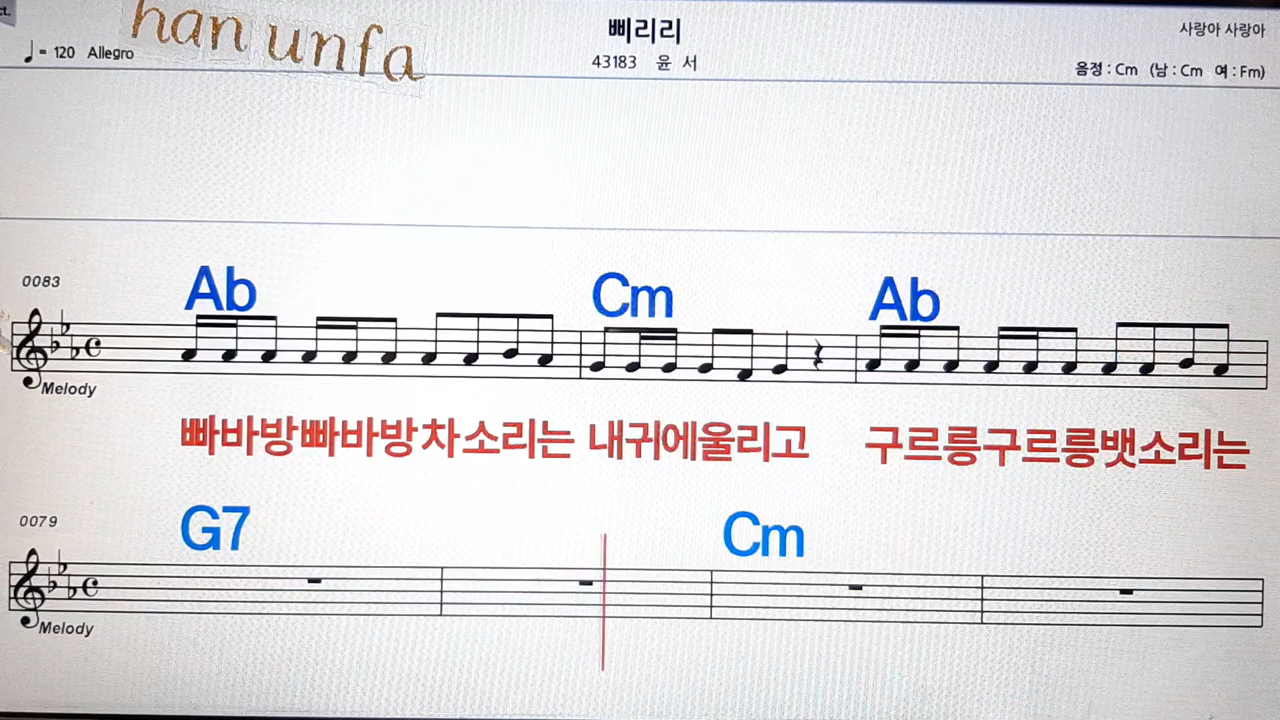 ct.
han unfa
삐리리
사랑아 사랑아
♩= 120 Allegro
43183 윤 서
음정 : Cm (남 : Cm 여 : Fm)
0083
Ab Cm Ab
Melody
빠바방빠바방차소리는 내귀에울리고 구르릉구르릉뱃소리는
0079
G7 Cm
Melody